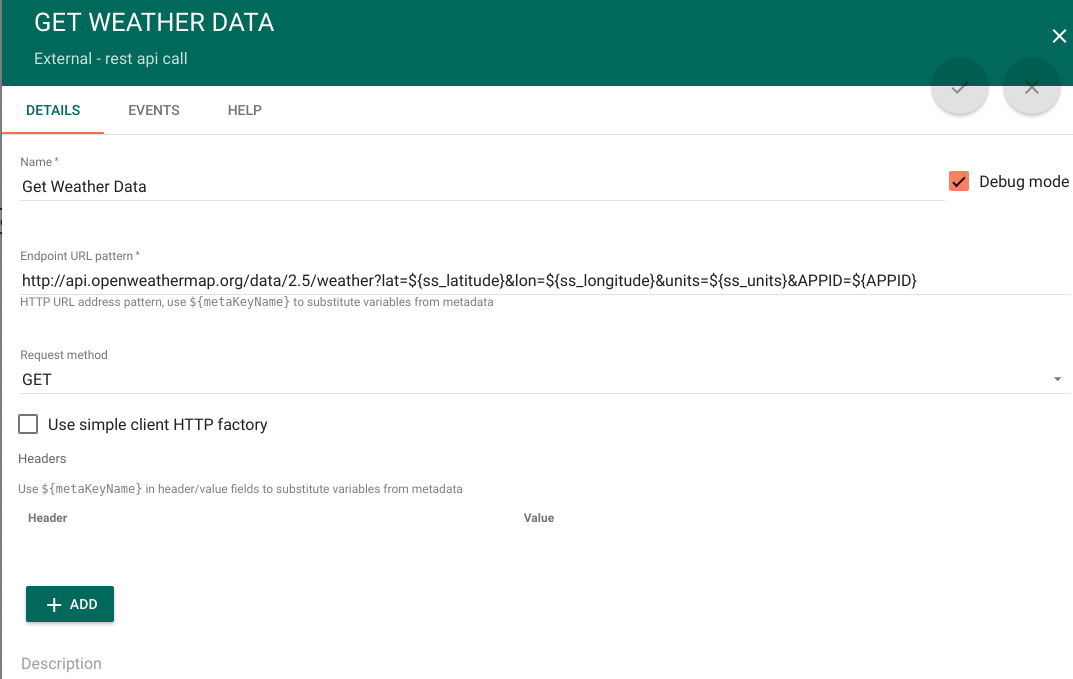 GET WEATHER DATA
External - rest api call
DETAILS EVENTS HELP
Name *
Get Weather Data
Debug mode
Endpoint URL pattern *
http://api.openweathermap.org/data/2.5/weather?lat=${ss_latitude}&lon=${ss_longitude}&units=${ss_units}&APPID=${APPID}
HTTP URL address pattern, use ${metaKeyName} to substitute variables from metadata
Request method
GET
Use simple client HTTP factory
Headers
Use ${metaKeyName} in header/value fields to substitute variables from metadata
Header Value
+ ADD
Description